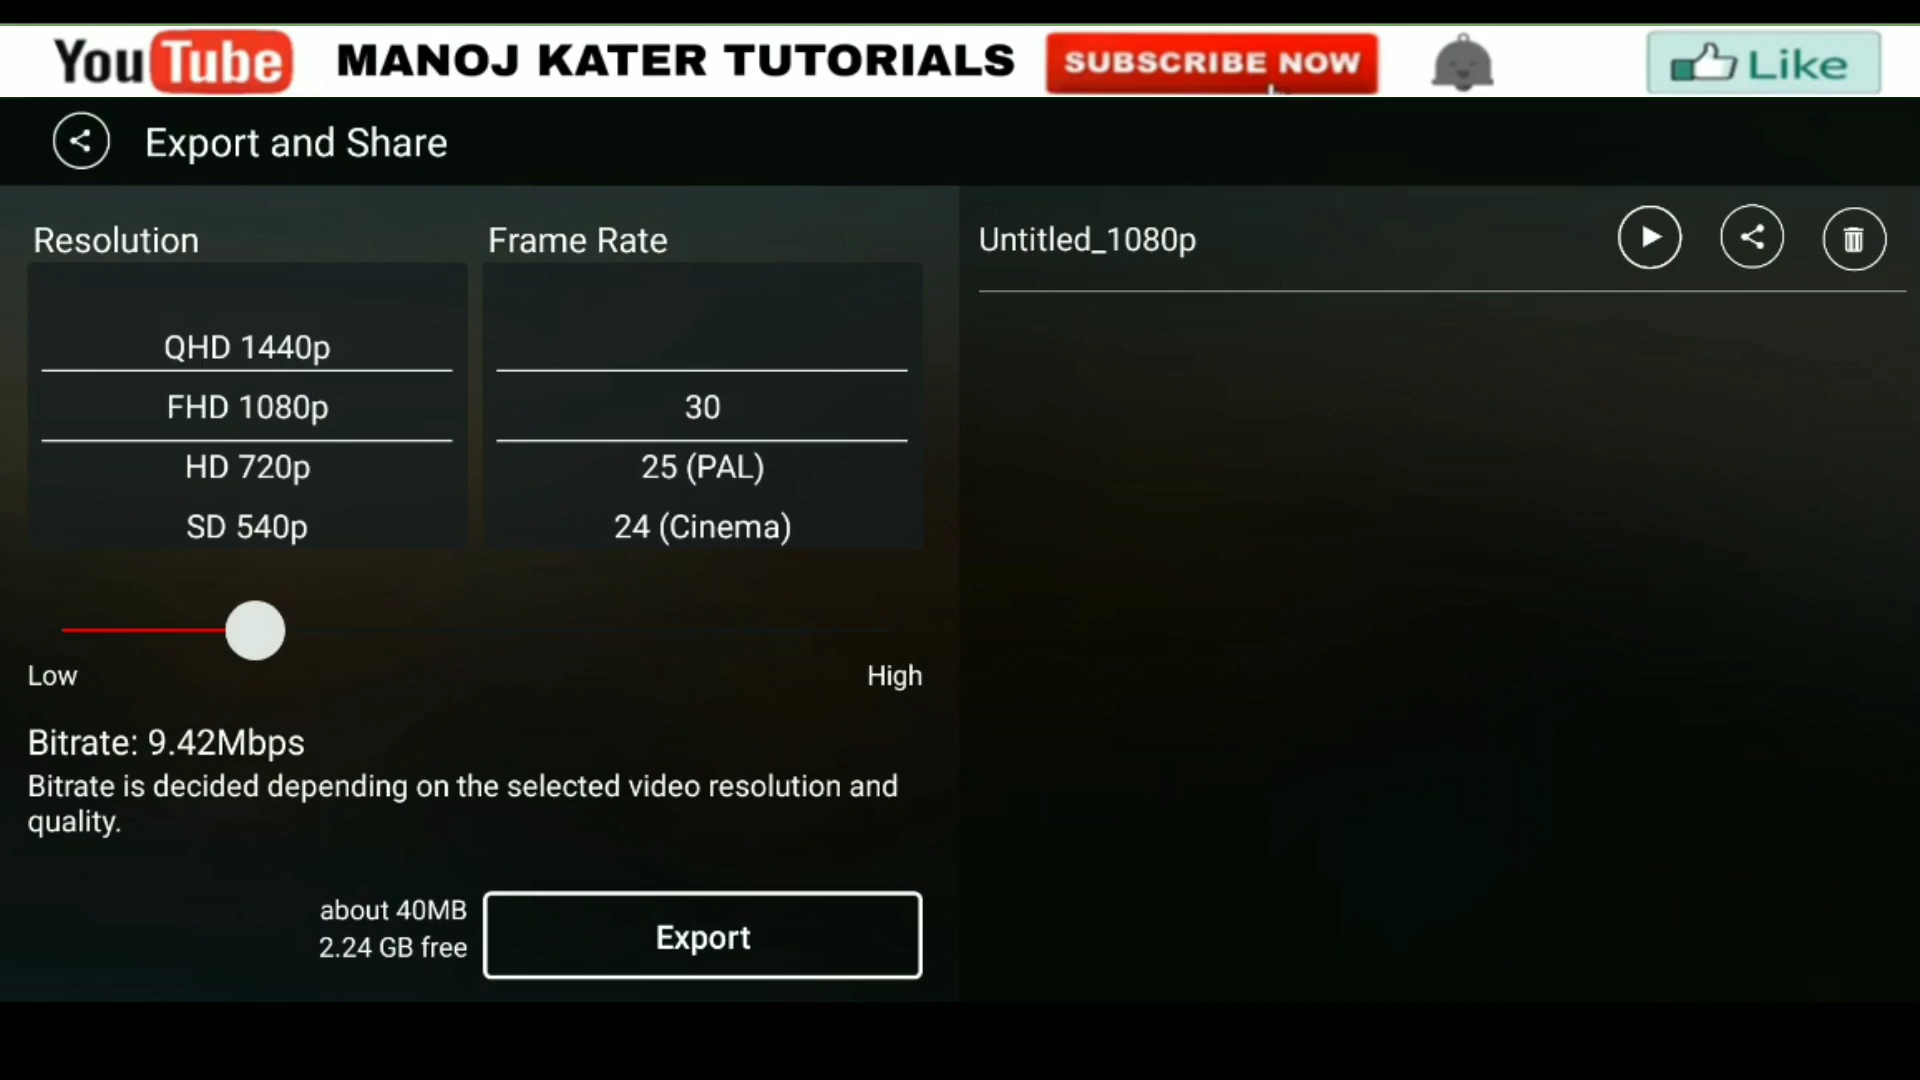 YouTube MANOJ KATER TUTORIALS SUBSCRIBE NOW Like
Export and Share
Resolution
QHD 1440p
FHD 1080p
HD 720p
SD 540p
Frame Rate
30
25 (PAL)
24 (Cinema)
Low High
Bitrate: 9.42Mbps
Bitrate is decided depending on the selected video resolution and
quality.
about 40MB
2.24 GB free
Export
Untitled_1080p